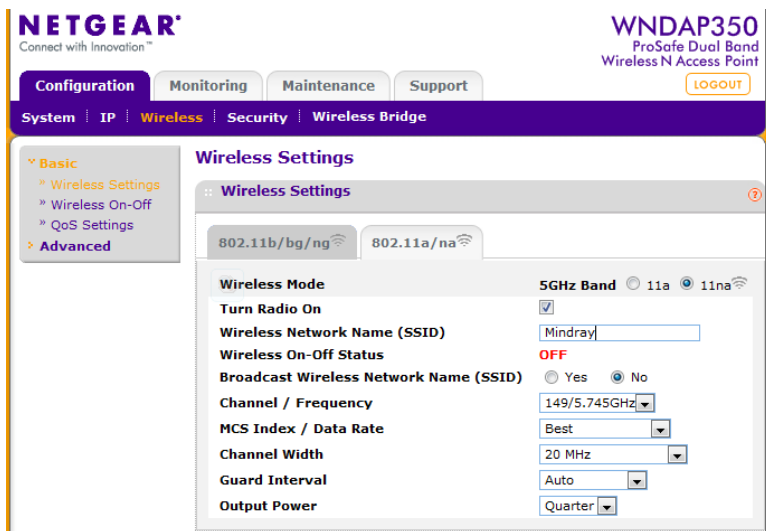 NETGEAR®
Connect with Innovation™
WNDAP350
ProSafe Dual Band
Wireless N Access Point
Configuration Monitoring Maintenance Support
LOGOUT
System IP Wireless Security Wireless Bridge
Basic
» Wireless Settings
» Wireless On-Off
» QoS Settings
Advanced
Wireless Settings
:: Wireless Settings ?
802.11b/bg/ng 802.11a/na
Wireless Mode 5GHz Band 11a 11na
Turn Radio On
Wireless Network Name (SSID) Mindray
Wireless On-Off Status OFF
Broadcast Wireless Network Name (SSID) Yes No
Channel / Frequency 149/5.745GHz
MCS Index / Data Rate Best
Channel Width 20 MHz
Guard Interval Auto
Output Power Quarter